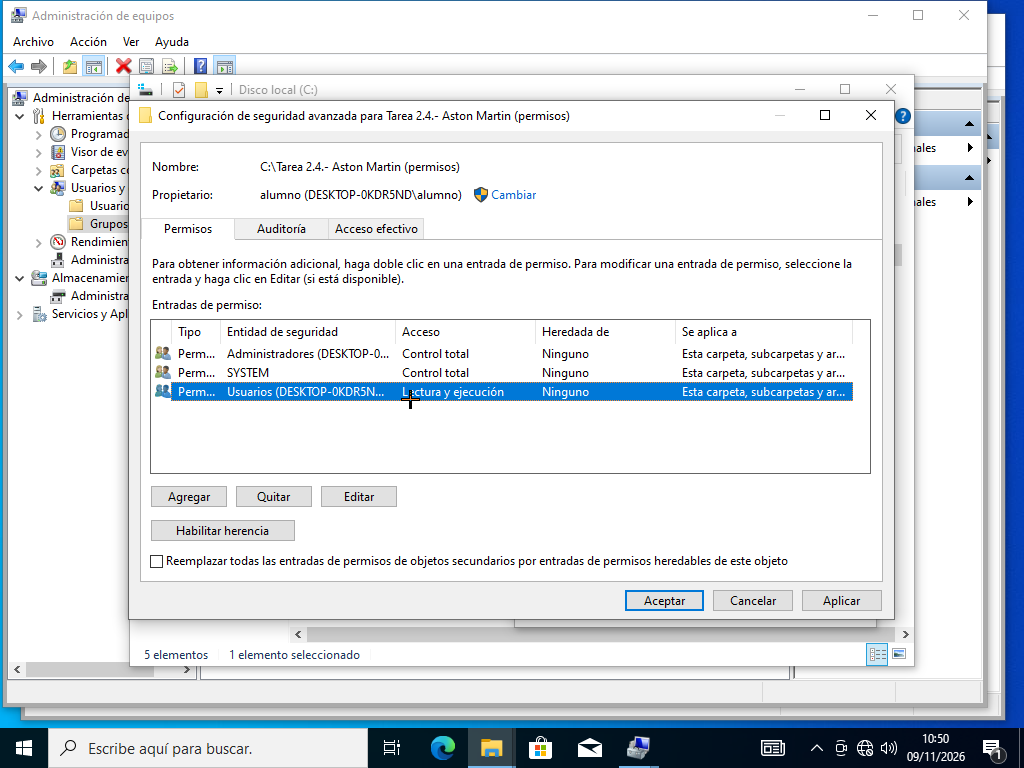 Administración de equipos
Archivo Acción Ver Ayuda
Disco local (C:)
Configuración de seguridad avanzada para Tarea 2.4.- Aston Martin (permisos)
Administración de
Herramientas
Programad
Visor de ev
Carpetas co
Usuarios y
Usuario
Grupos
Rendimien
Administra
Almacenamien
Administra
Servicios y Apl
ales
ales
Nombre: C:\Tarea 2.4.- Aston Martin (permisos)
Propietario: alumno (DESKTOP-0KDR5ND\alumno) Cambiar
Permisos Auditoría Acceso efectivo
Para obtener información adicional, haga doble clic en una entrada de permiso. Para modificar una entrada de permiso, seleccione la
entrada y haga clic en Editar (si está disponible).
Entradas de permiso:
Tipo Entidad de seguridad Acceso Heredada de Se aplica a
Perm... Administradores (DESKTOP-0... Control total Ninguno Esta carpeta, subcarpetas y ar...
Perm... SYSTEM Control total Ninguno Esta carpeta, subcarpetas y ar...
Perm... Usuarios (DESKTOP-0KDR5N... Lectura y ejecución Ninguno Esta carpeta, subcarpetas y ar...
Agregar Quitar Editar
Habilitar herencia
Reemplazar todas las entradas de permisos de objetos secundarios por entradas de permisos heredables de este objeto
Aceptar Cancelar Aplicar
5 elementos 1 elemento seleccionado
Escribe aquí para buscar.
10:50
09/11/2026
1